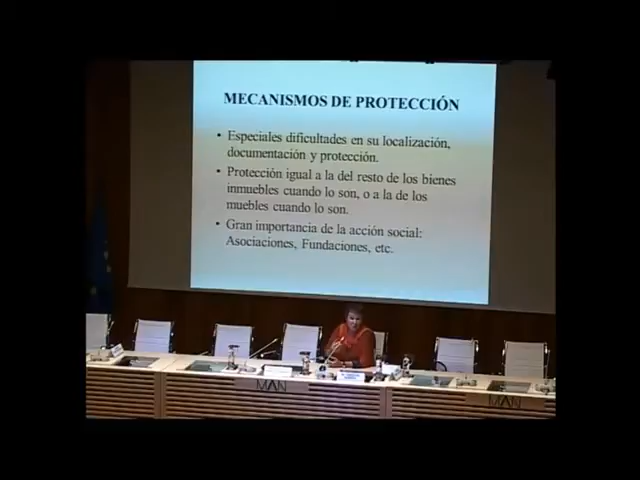 MECANISMOS DE PROTECCIÓN
• Especiales dificultades en su localización,
documentación y protección.
• Protección igual a la del resto de los bienes
inmuebles cuando lo son, o a la de los
muebles cuando lo son.
• Gran importancia de la acción social:
Asociaciones, Fundaciones, etc.
MAN
MAN